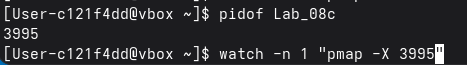 [User-c121f4dd@vbox ~]$ pidof Lab_08c
3995
[User-c121f4dd@vbox ~]$ watch -n 1 "pmap -X 3995"